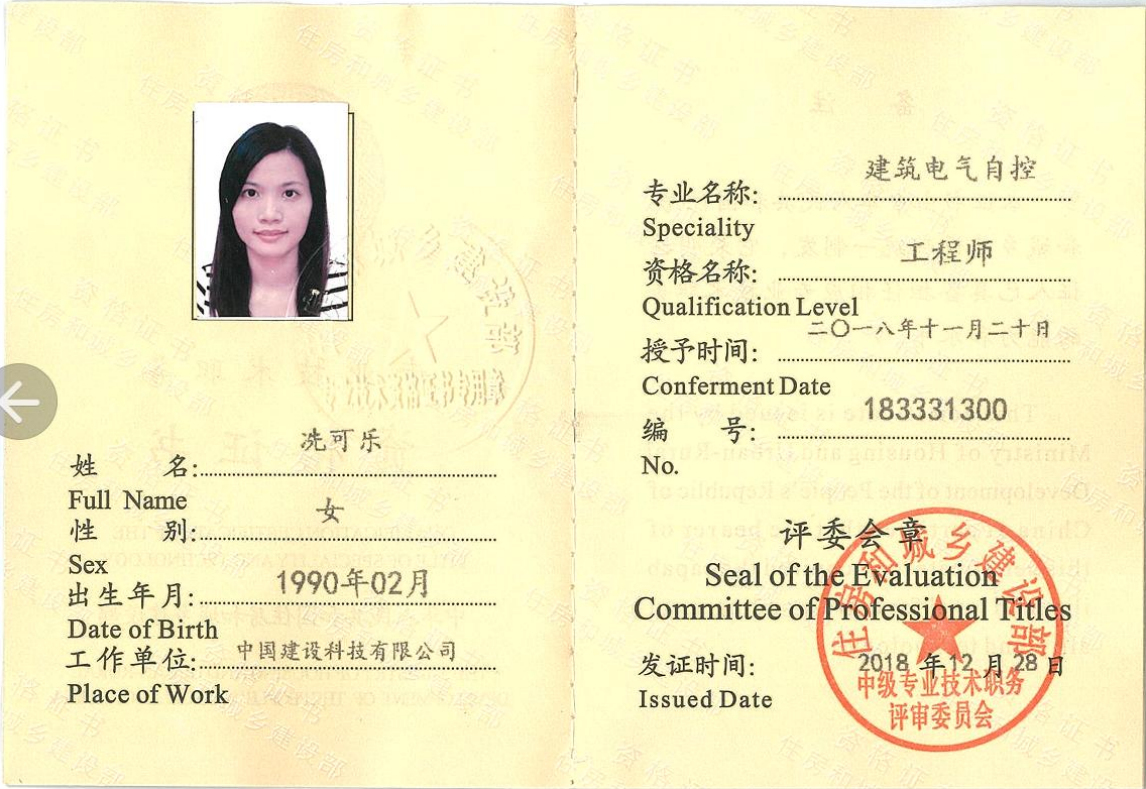 冼可乐
姓 名:
Full Name
女
性 别:
Sex
1990年02月
出生年月:
Date of Birth
中国建设科技有限公司
工作单位:
Place of Work
建筑电气自控
专业名称:
Speciality
工程师
资格名称:
Qualification Level
二〇一八年十一月二十日
授予时间:
Conferment Date
183331300
编 号:
No.
评委会章
Seal of the Evaluation
Committee of Professional Titles
住房和城乡建设部
发证时间: 2018 年 12 月 28 日
Issued Date
中级专业技术职务
评审委员会